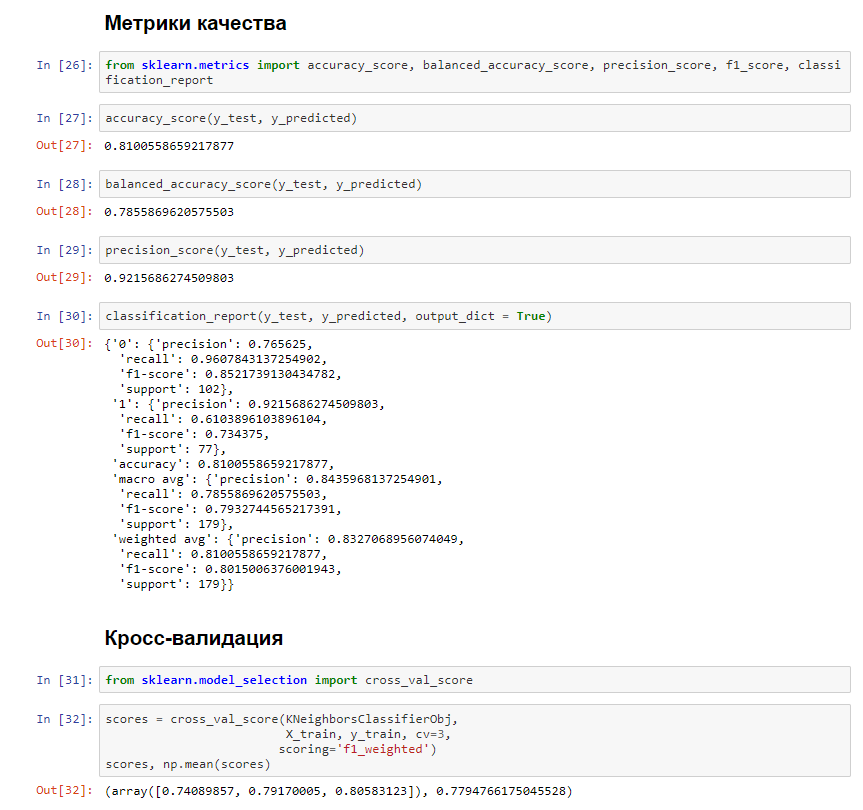 Метрики качества
In [26]: from sklearn.metrics import accuracy_score, balanced_accuracy_score, precision_score, f1_score, classi
fication_report
In [27]: accuracy_score(y_test, y_predicted)
Out[27]: 0.8100558659217877
In [28]: balanced_accuracy_score(y_test, y_predicted)
Out[28]: 0.7855869620575503
In [29]: precision_score(y_test, y_predicted)
Out[29]: 0.9215686274509803
In [30]: classification_report(y_test, y_predicted, output_dict = True)
Out[30]: {'0': {'precision': 0.765625,
'recall': 0.9607843137254902,
'f1-score': 0.8521739130434782,
'support': 102},
'1': {'precision': 0.9215686274509803,
'recall': 0.6103896103896104,
'f1-score': 0.734375,
'support': 77},
'accuracy': 0.8100558659217877,
'macro avg': {'precision': 0.8435968137254901,
'recall': 0.7855869620575503,
'f1-score': 0.7932744565217391,
'support': 179},
'weighted avg': {'precision': 0.8327068956074049,
'recall': 0.8100558659217877,
'f1-score': 0.8015006376001943,
'support': 179}}
Кросс-валидация
In [31]: from sklearn.model_selection import cross_val_score
In [32]: scores = cross_val_score(KNeighborsClassifierObj,
X_train, y_train, cv=3,
scoring='f1_weighted')
scores, np.mean(scores)
Out[32]: (array([0.74089857, 0.79170005, 0.80583123]), 0.7794766175045528)